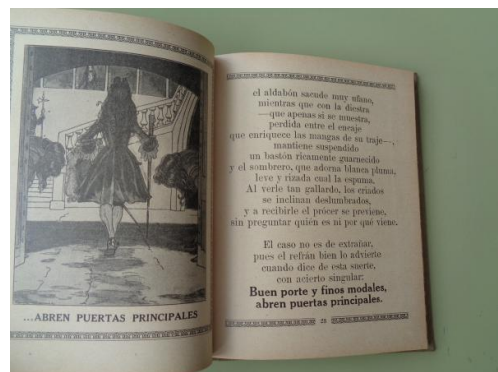 ...ABREN PUERTAS PRINCIPALES
el aldabón sacude muy ufano,
mientras que con la diestra
—que apenas si se muestra,
perdida entre el encaje
que enriquece las mangas de su traje—,
mantiene suspendido
un bastón ricamente guarnecido
y el sombrero, que adorna blanca pluma,
leve y rizada cual la espuma.
Al verle tan gallardo, los criados
se inclinan deslumbrados,
y a recibirle el prócer se previene,
sin preguntar quién es ni por qué viene.
El caso no es de extrañar,
pues el refrán bien lo advierte
cuando dice de esta suerte,
con acierto singular:
Buen porte y finos modales,
abren puertas principales.